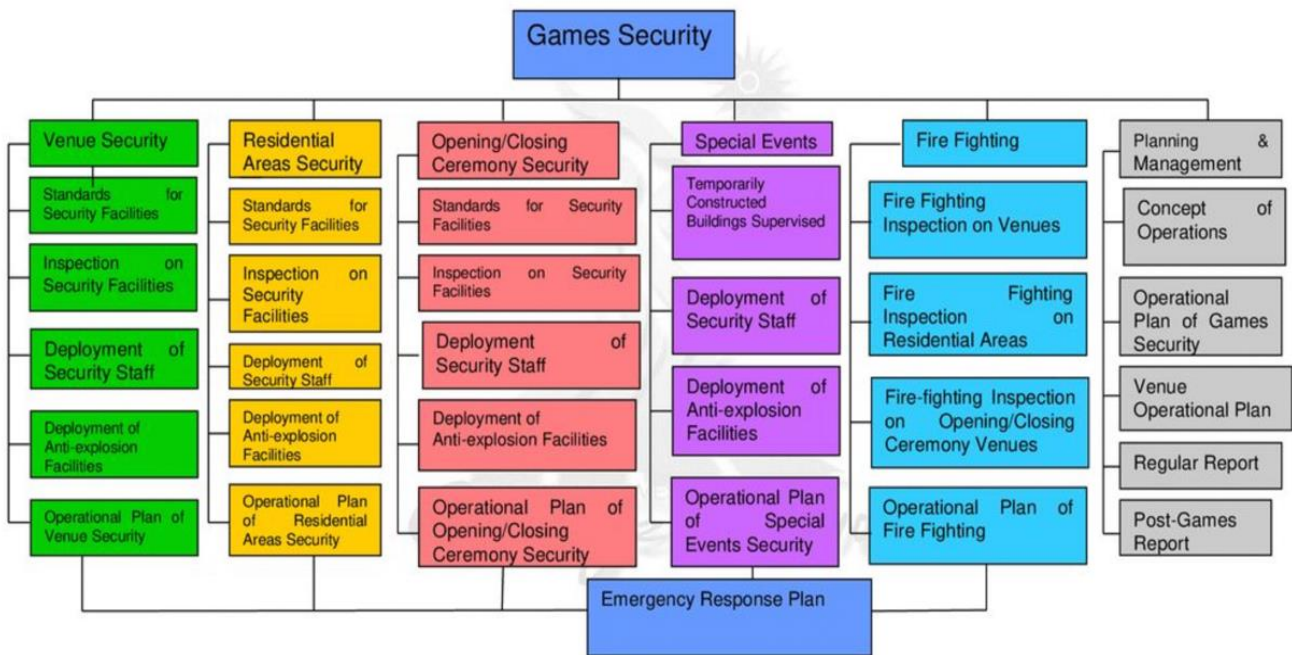 Games Security
Venue Security
Standards for
Security Facilities
Inspection on
Security Facilities
Deployment of
Security Staff
Deployment of
Anti-explosion
Facilities
Operational Plan of
Venue Security
Residential
Areas Security
Standards for
Security Facilities
Inspection on
Security
Facilities
Deployment of
Security Staff
Deployment of
Anti-explosion
Facilities
Operational Plan
of Residential
Areas Security
Opening/Closing
Ceremony Security
Standards for Security
Facilities
Inspection on Security
Facilities
Deployment of
Security Staff
Deployment of
Anti-explosion Facilities
Operational Plan of
Opening/Closing
Ceremony Security
Special Events
Temporarily
Constructed
Buildings Supervised
Deployment of
Security Staff
Deployment of
Anti-explosion
Facilities
Operational Plan
of Special
Events Security
Fire Fighting
Fire Fighting
Inspection on Venues
Fire Fighting
Inspection on
Residential Areas
Fire-fighting Inspection
on Opening/Closing
Ceremony Venues
Operational Plan of
Fire Fighting
Planning &
Management
Concept of
Operations
Operational
Plan of Games
Security
Venue
Operational Plan
Regular Report
Post-Games
Report
Emergency Response Plan